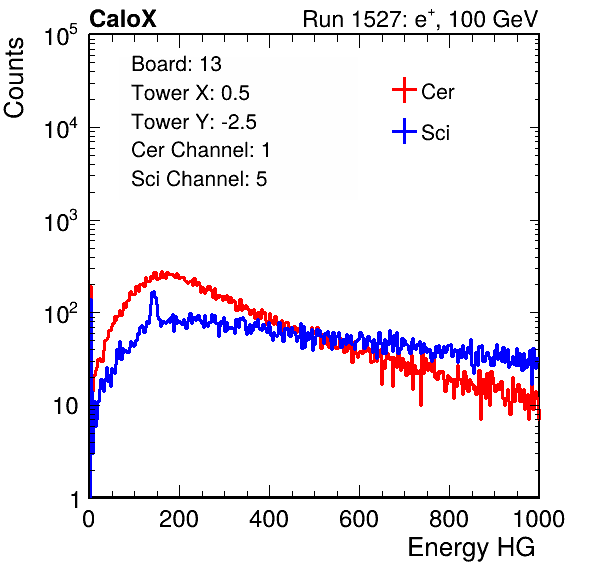 CaloX Run 1527: e⁺, 100 GeV
Counts
Board: 13
Tower X: 0.5
Tower Y: -2.5
Cer Channel: 1
Sci Channel: 5
Cer
Sci
10⁵
10⁴
10³
10²
10
1
0 200 400 600 800 1000
Energy HG